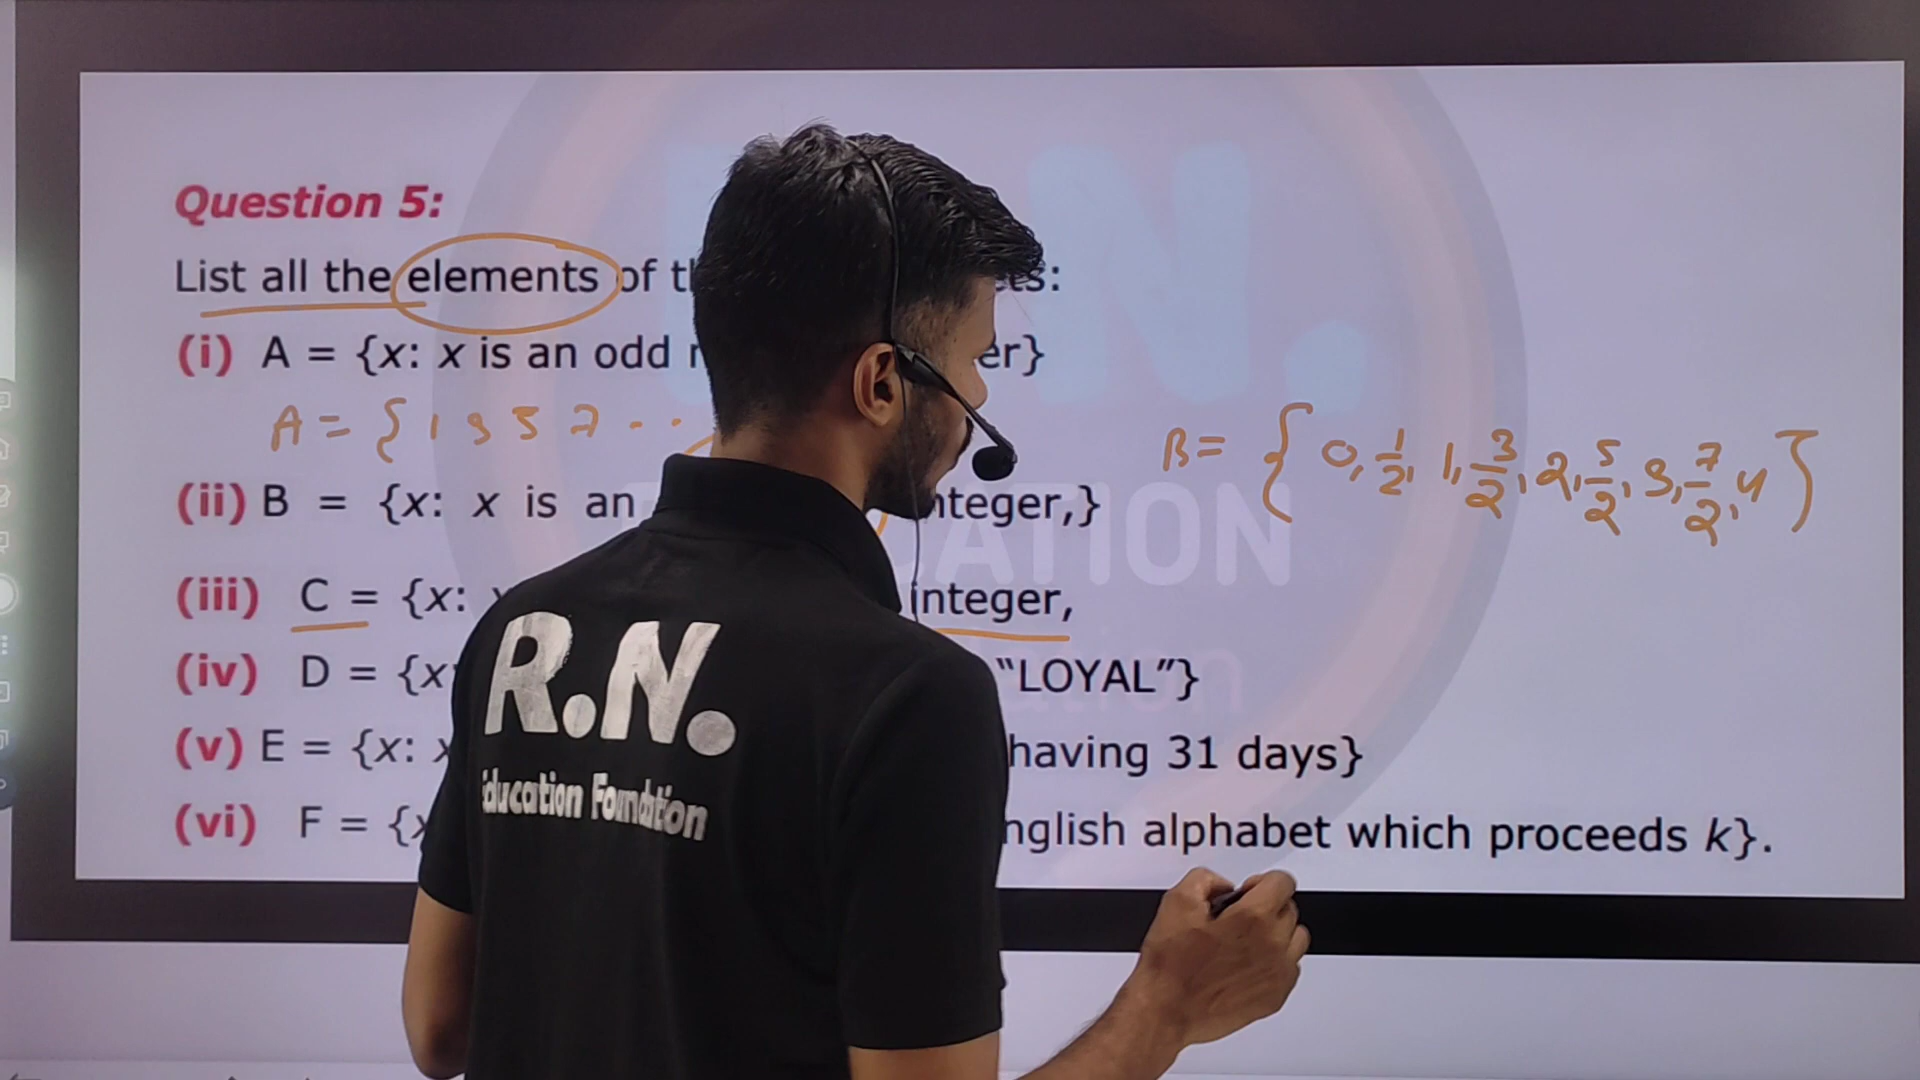 Question 5:
List all the elements of
(i) A = {x: x is an odd er}
A = { 1 3 5 7 - - .
B = { 0, 1/2, 1, 3/2, 2, 5/2, 3, 7/2, 4 }
(ii) B = {x: x is an integer,}
CATION
(iii) C = {x: integer,
(iv) D = {x: "LOYAL"}
(v) E = {x: x having 31 days}
(vi) F = {x nglish alphabet which proceeds k}.
R.N.
Education Foundation